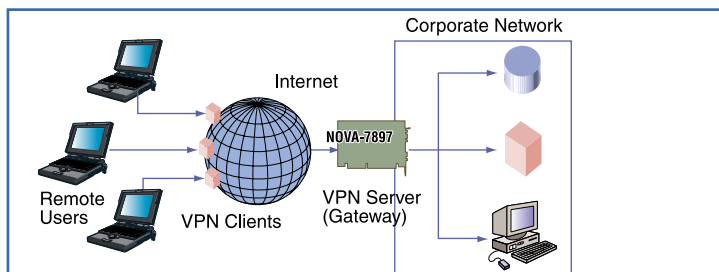 Corporate Network
Internet
NOVA-7897
Remote
Users
VPN Clients
VPN Server
(Gateway)